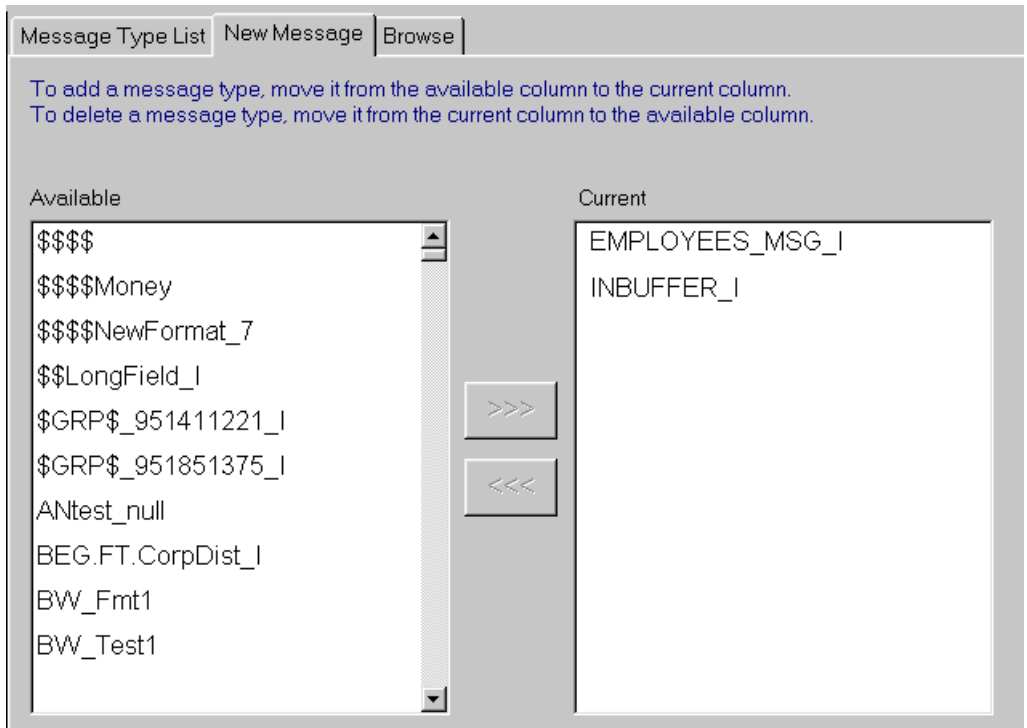 Message Type List New Message Browse
To add a message type, move it from the available column to the current column.
To delete a message type, move it from the current column to the available column.
Available
$$$$
$$$$Money
$$$$NewFormat_7
$$LongField_I
$GRP$_951411221_I
$GRP$_951851375_I
ANtest_null
BEG.FT.CorpDist_I
BW_Fmt1
BW_Test1
>>>
<<<
Current
EMPLOYEES_MSG_I
INBUFFER_I